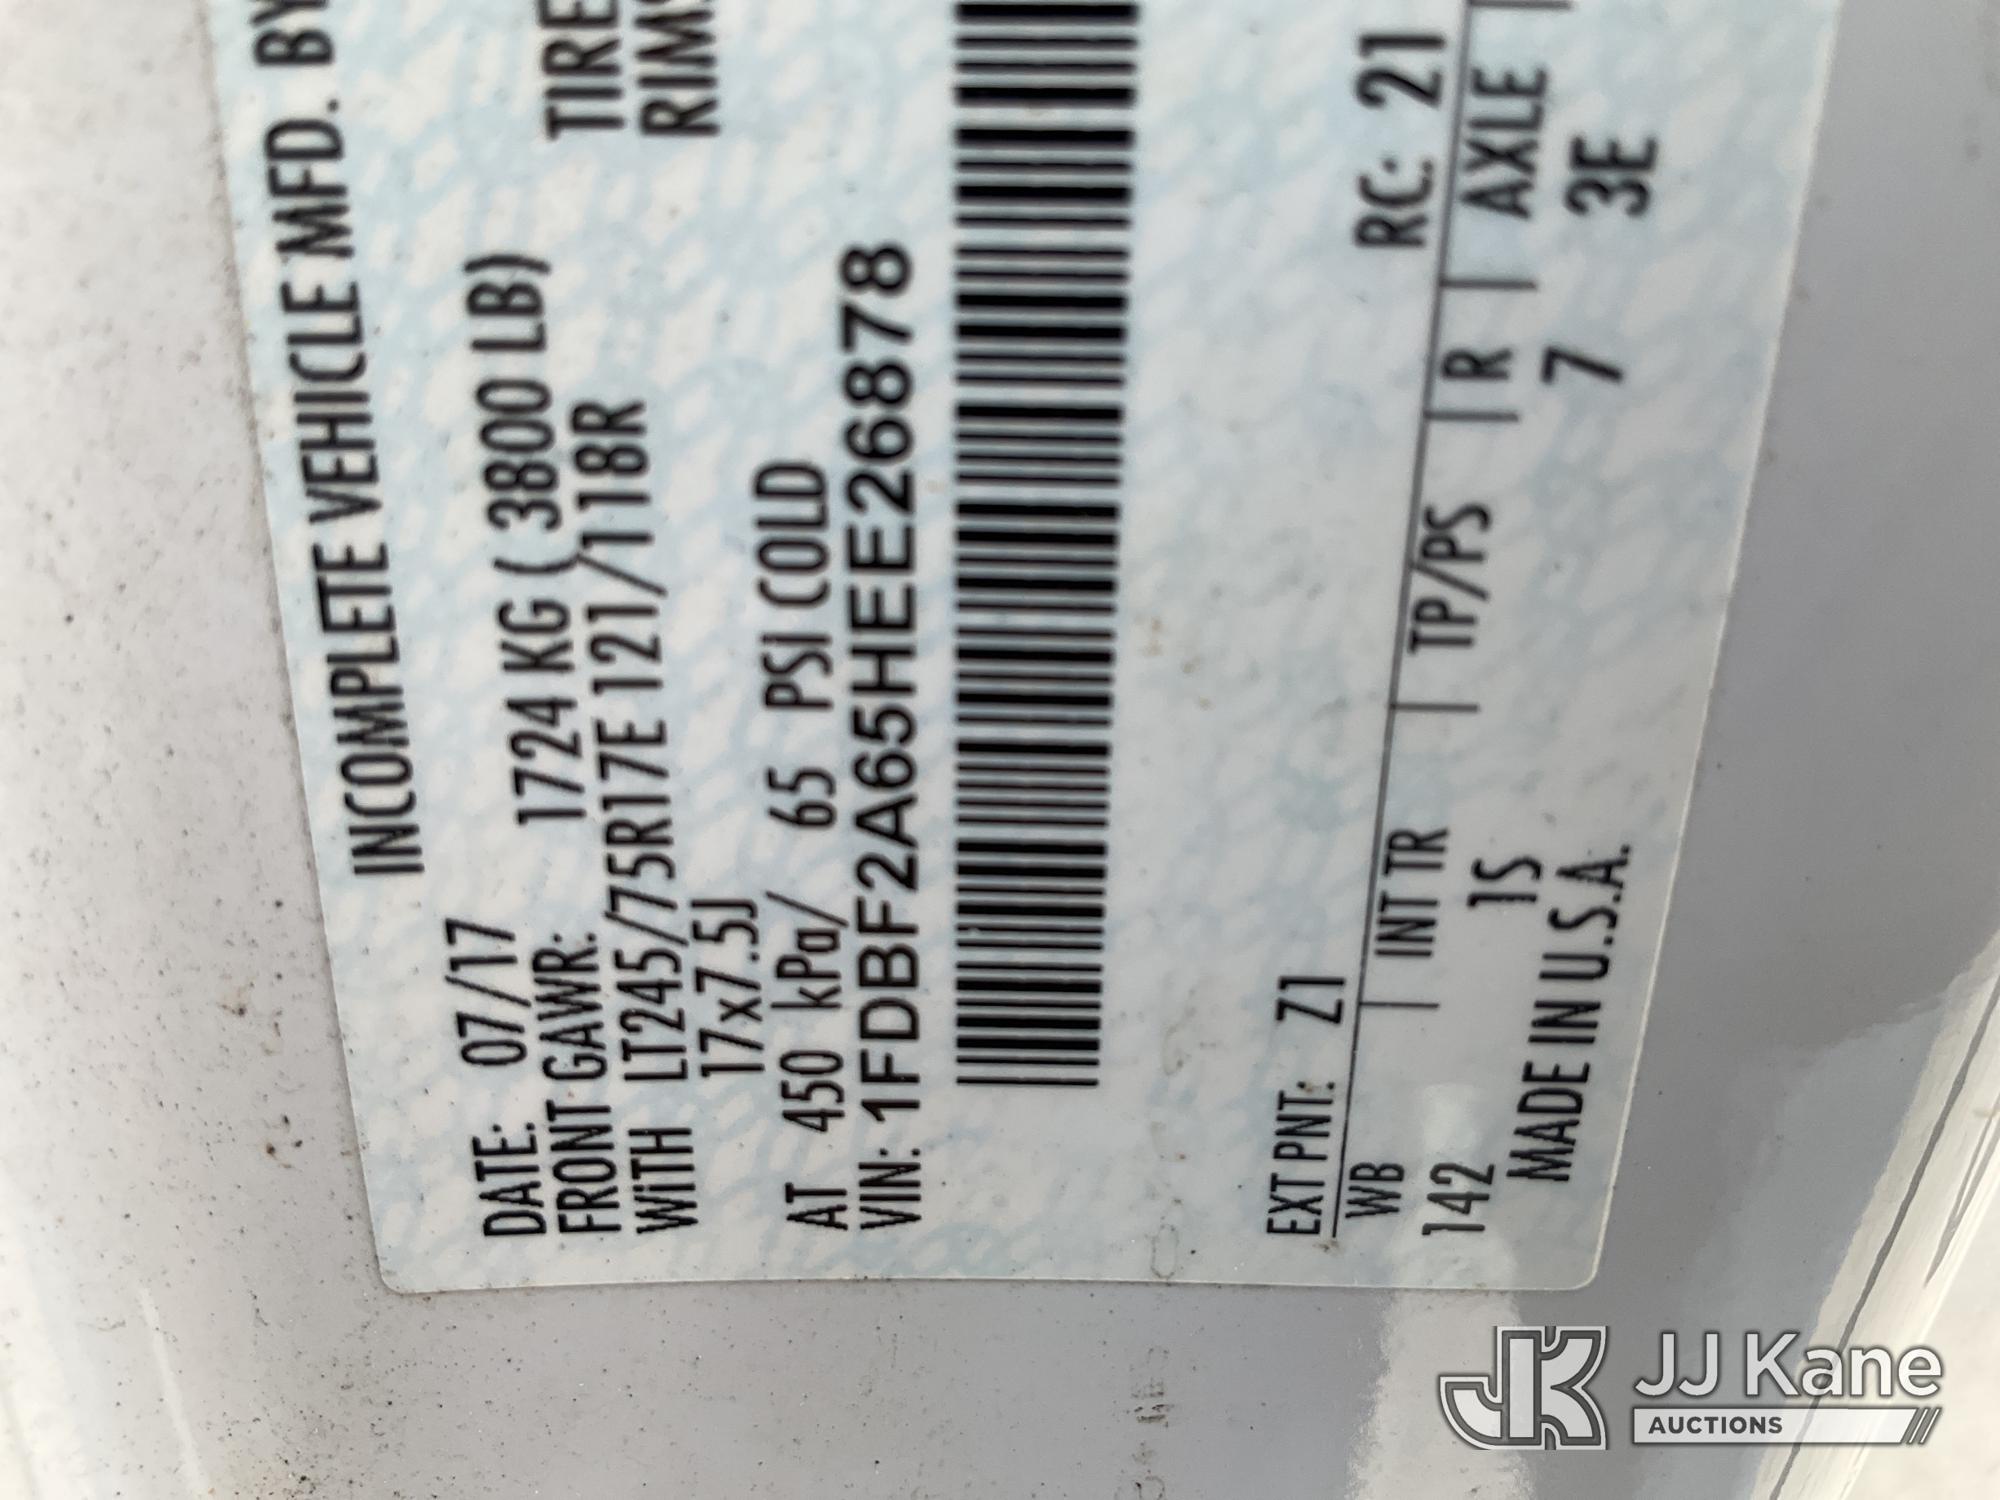 INCOMPLETE VEHICLE MFD. BY
DATE: 07/17
FRONT GAWR: 1724 KG ( 3800 LB)
WiTH LT245/75R17E 121/118R TIRE
17x7.5J RIMS
AT 450 kPa/ 65 PSi COLD
VIN: 1FDBF2A65HEE26878
EXT PNT: Z1 RC: 21
WB | INT TR | TP/PS | R | AXLE |
142 1S 7 3E
MADE IN U.S.A.
JK JJ Kane
AUCTIONS